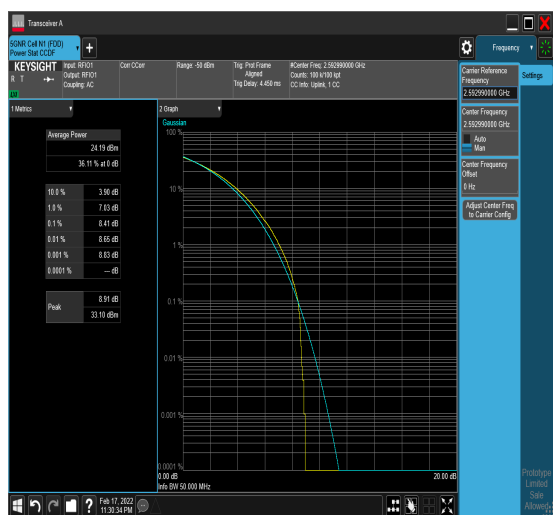 Transceiver A
5GNR Cell N1 (FDD)
Power Stat CCDF
Frequency
KEYSIGHT
R T
Input: RFIO1
Output: RFIO1
Coupling: AC
Corr CCorr
Range: -50 dBm
Trig: Prdt Frame
Aligned
Trig Delay: 4.450 ms
#Center Freq: 2.592990000 GHz
Counts: 100 k/100 kpt
CC Info: Uplink, 1 CC
1 Metrics
Average Power
24.19 dBm
36.11 % at 0 dB
10.0 % 3.90 dB
1.0 % 7.03 dB
0.1 % 8.41 dB
0.01 % 8.65 dB
0.001 % 8.83 dB
0.0001 % --- dB
Peak
8.91 dB
33.10 dBm
2 Graph
Gaussian
100 %
10 %
1 %
0.1 %
0.01 %
0.001 %
0.0001 %
0.00 dB
20.00 dB
Info BW 50.000 MHz
Carrier Reference
Frequency
2.592990000 GHz
Settings
Center Frequency
2.592990000 GHz
Auto
Man
Center Frequency
Offset
0 Hz
Adjust Center Freq
to Carrier Config
Prototype
Limited
Sale
Allowed
Feb 17, 2022
11:30:34 PM